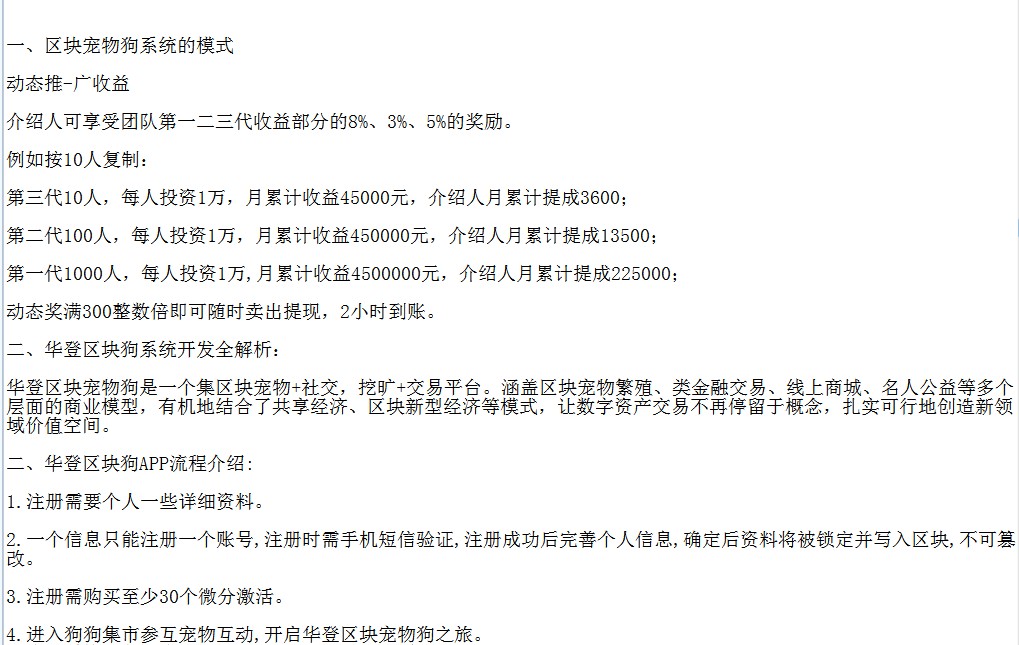 一、区块宠物狗系统的模式
动态推-广收益
介绍人可享受团队第一二三代收益部分的8%、3%、5%的奖励。
例如按10人复制：
第三代10人，每人投资1万，月累计收益45000元，介绍人月累计提成3600；
第二代100人，每人投资1万，月累计收益450000元，介绍人月累计提成13500；
第一代1000人，每人投资1万,月累计收益4500000元，介绍人月累计提成225000；
动态奖满300整数倍即可随时卖出提现，2小时到账。
二、华登区块狗系统开发全解析：
华登区块宠物狗是一个集区块宠物+社交，挖旷+交易平台。涵盖区块宠物繁殖、类金融交易、线上商城、名人公益等多个
层面的商业模型，有机地结合了共享经济、区块新型经济等模式，让数字资产交易不再停留于概念，扎实可行地创造新领
域价值空间。
二、华登区块狗APP流程介绍:
1.注册需要个人一些详细资料。
2.一个信息只能注册一个账号,注册时需手机短信验证,注册成功后完善个人信息,确定后资料将被锁定并写入区块,不可篡
改。
3.注册需购买至少30个微分激活。
4.进入狗狗集市参互宠物互动,开启华登区块宠物狗之旅。